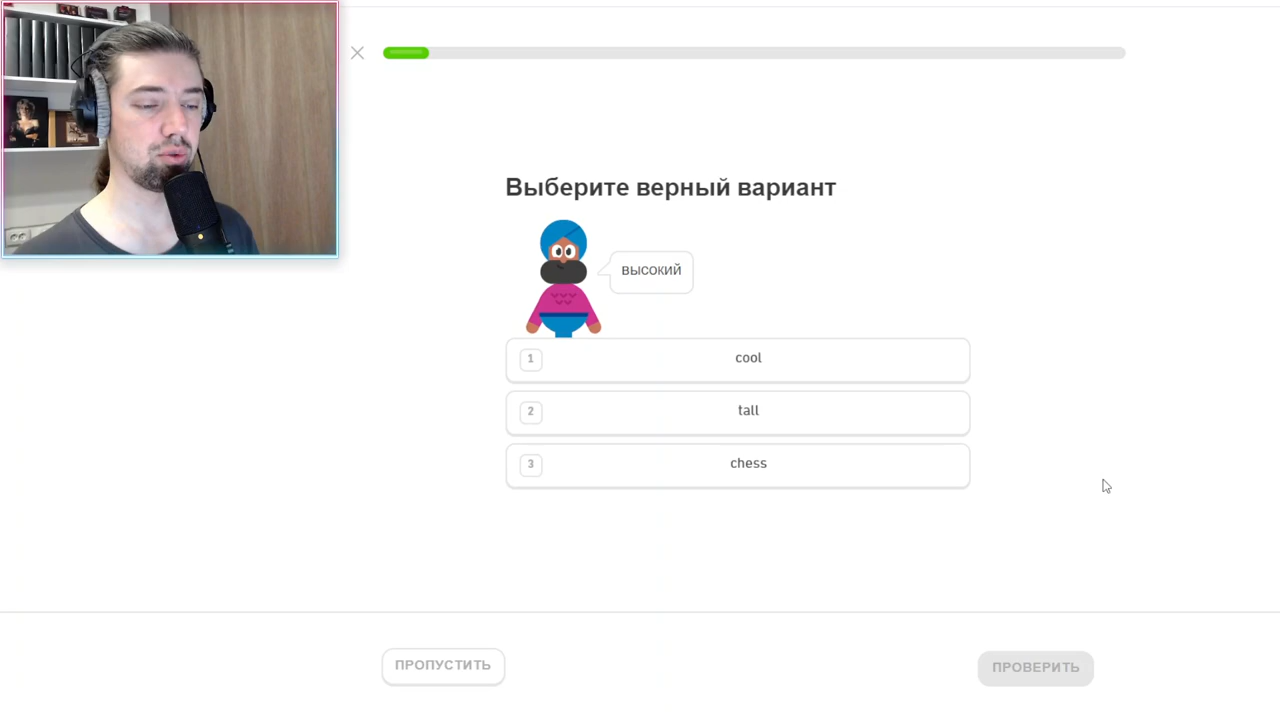 Выберите верный вариант
высокий
1 cool
2 tall
3 chess
ПРОПУСТИТЬ
ПРОВЕРИТЬ